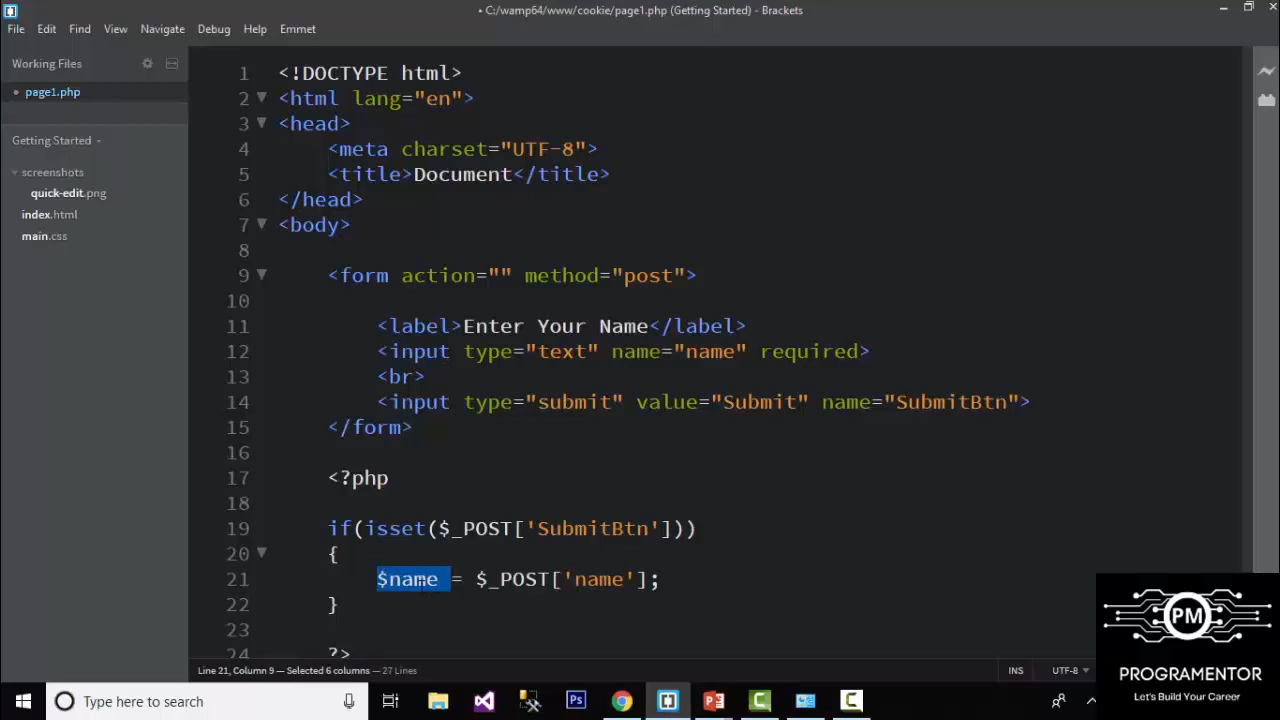 • C:/wamp64/www/cookie/page1.php (Getting Started) - Brackets
File Edit Find View Navigate Debug Help Emmet
Working Files
• page1.php
Getting Started
screenshots
quick-edit.png
index.html
main.css
1 <!DOCTYPE html>
2 <html lang="en">
3 <head>
4 <meta charset="UTF-8">
5 <title>Document</title>
6 </head>
7 <body>
8
9 <form action="" method="post">
10
11 <label>Enter Your Name</label>
12 <input type="text" name="name" required>
13 <br>
14 <input type="submit" value="Submit" name="SubmitBtn">
15 </form>
16
17 <?php
18
19 if(isset($_POST['SubmitBtn']))
20 {
21 $name = $_POST['name'];
22 }
23
24 ?>
Line 21, Column 9 — Selected 6 columns — 27 Lines
INS UTF-8
PM
PROGRAMENTOR
Let's Build Your Career
Type here to search
Ps